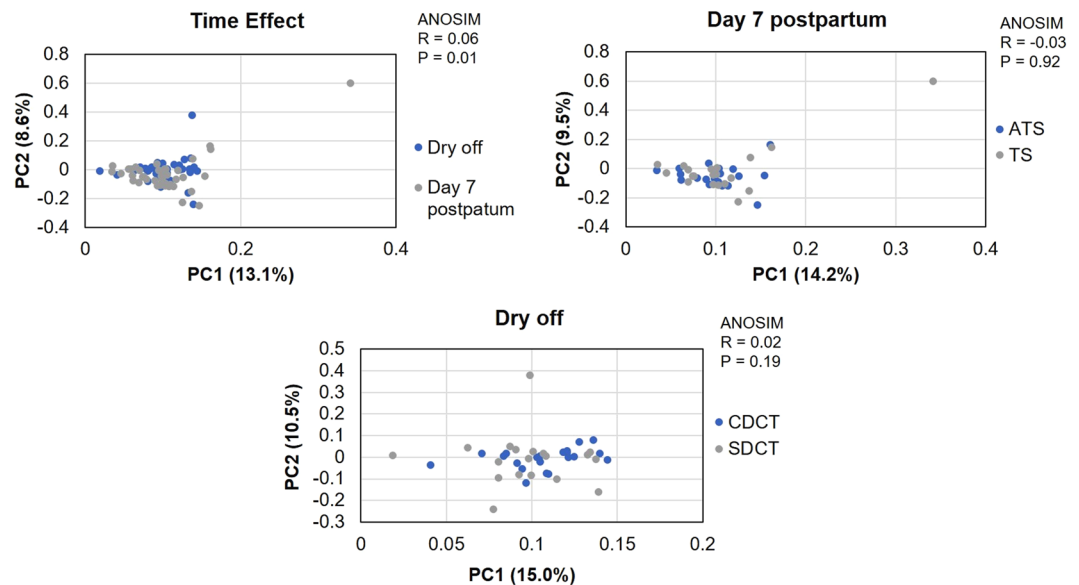 Time Effect
ANOSIM
R = 0.06
P = 0.01
PC2 (8.6%)
0.8
0.6
0.4
0.2
0
-0.2
-0.4
0
0.2
0.4
PC1 (13.1%)
Dry off
Day 7
postpatum
Day 7 postpartum
ANOSIM
R = -0.03
P = 0.92
PC2 (9.5%)
0.8
0.6
0.4
0.2
0
-0.2
-0.4
0
0.1
0.2
0.3
0.4
PC1 (14.2%)
ATS
TS
Dry off
ANOSIM
R = 0.02
P = 0.19
PC2 (10.5%)
0.5
0.4
0.3
0.2
0.1
0
-0.1
-0.2
-0.3
0
0.05
0.1
0.15
0.2
PC1 (15.0%)
CDCT
SDCT